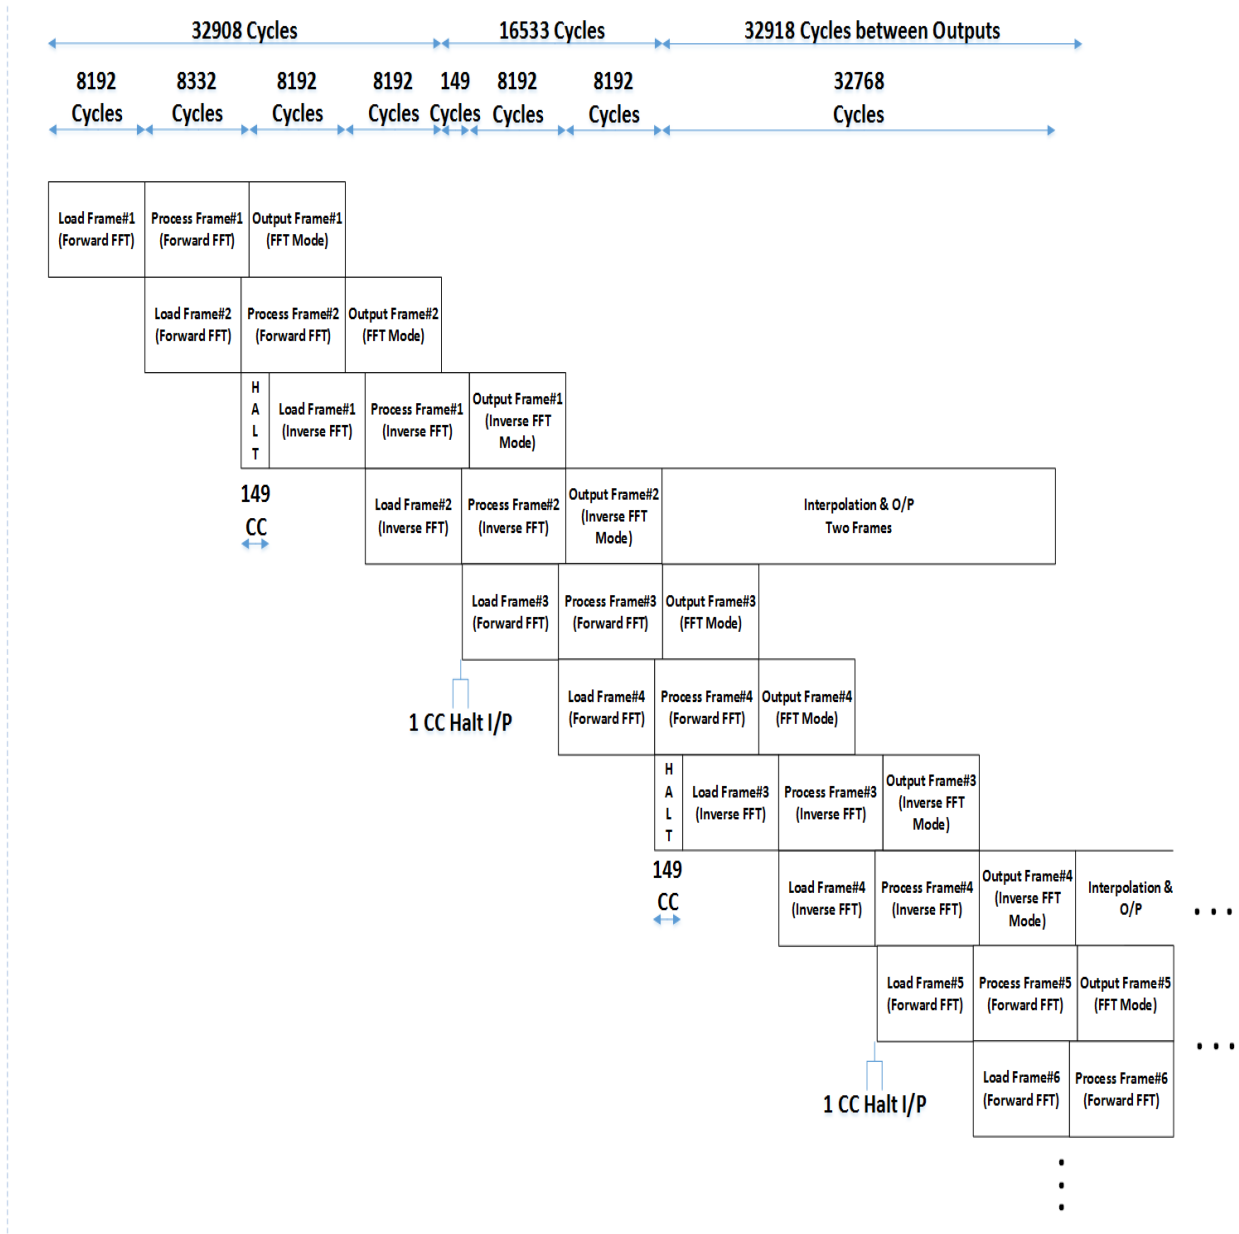 32908 Cycles
16533 Cycles
32918 Cycles between Outputs
8192
Cycles
8332
Cycles
8192
Cycles
8192
Cycles
149
Cycles
8192
Cycles
8192
Cycles
32768
Cycles
Load Frame#1
(Forward FFT)
Process Frame#1
(Forward FFT)
Output Frame#1
(FFT Mode)
Load Frame#2
(Forward FFT)
Process Frame#2
(Forward FFT)
Output Frame#2
(FFT Mode)
H
A
L
T
Load Frame#1
(Inverse FFT)
Process Frame#1
(Inverse FFT)
Output Frame#1
(Inverse FFT
Mode)
149
CC
Load Frame#2
(Inverse FFT)
Process Frame#2
(Inverse FFT)
Output Frame#2
(Inverse FFT
Mode)
Interpolation & O/P
Two Frames
Load Frame#3
(Forward FFT)
Process Frame#3
(Forward FFT)
Output Frame#3
(FFT Mode)
1 CC Halt I/P
Load Frame#4
(Forward FFT)
Process Frame#4
(Forward FFT)
Output Frame#4
(FFT Mode)
H
A
L
T
Load Frame#3
(Inverse FFT)
Process Frame#3
(Inverse FFT)
Output Frame#3
(Inverse FFT
Mode)
149
CC
Load Frame#4
(Inverse FFT)
Process Frame#4
(Inverse FFT)
Output Frame#4
(Inverse FFT
Mode)
Interpolation &
O/P
. . .
Load Frame#5
(Forward FFT)
Process Frame#5
(Forward FFT)
Output Frame#5
(FFT Mode)
. . .
1 CC Halt I/P
Load Frame#6
(Forward FFT)
Process Frame#6
(Forward FFT)